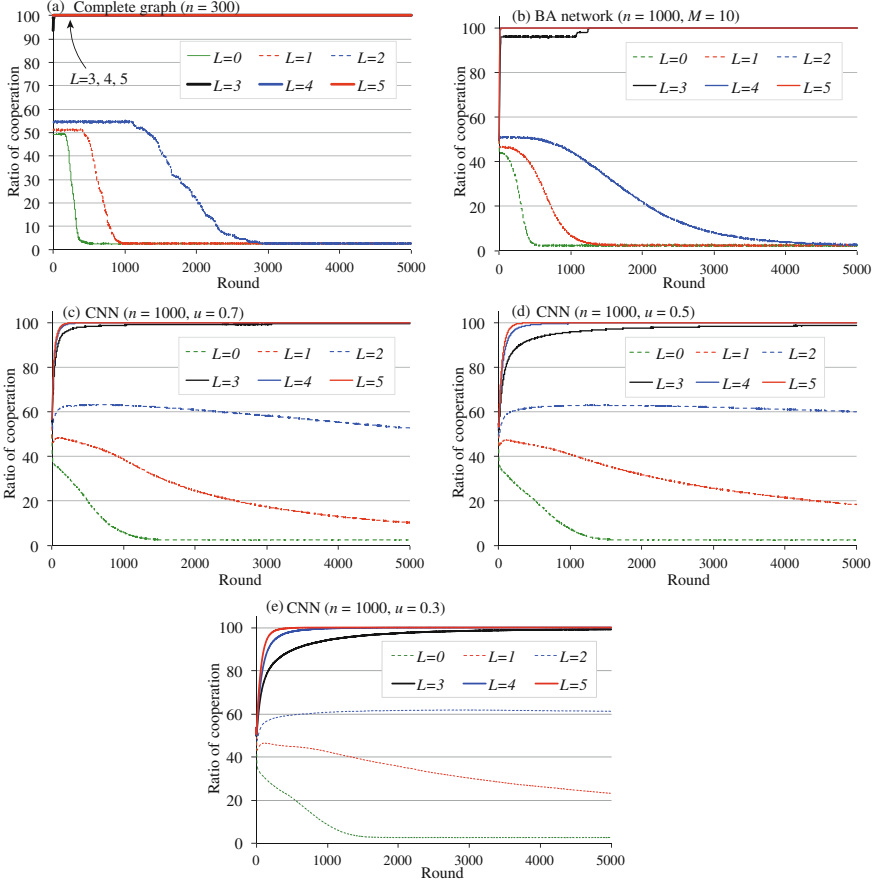 (a) Complete graph (n = 300)
Ratio of cooperation
100
90
80
70
60
50
40
30
20
10
0
L=0
L=1
L=2
L=3
L=4
L=5
L=3, 4, 5
0
1000
2000
3000
4000
5000
Round
(b) BA network (n = 1000, M = 10)
Ratio of cooperation
100
80
60
40
20
0
L=0
L=1
L=2
L=3
L=4
L=5
0
1000
2000
3000
4000
5000
Round
(c) CNN (n = 1000, u = 0.7)
Ratio of cooperation
100
80
60
40
20
0
L=0
L=1
L=2
L=3
L=4
L=5
0
1000
2000
3000
4000
5000
Round
(d) CNN (n = 1000, u = 0.5)
Ratio of cooperation
100
80
60
40
20
0
L=0
L=1
L=2
L=3
L=4
L=5
0
1000
2000
3000
4000
5000
Round
(e) CNN (n = 1000, u = 0.3)
Ratio of cooperation
100
80
60
40
20
0
L=0
L=1
L=2
L=3
L=4
L=5
0
1000
2000
3000
4000
5000
Round